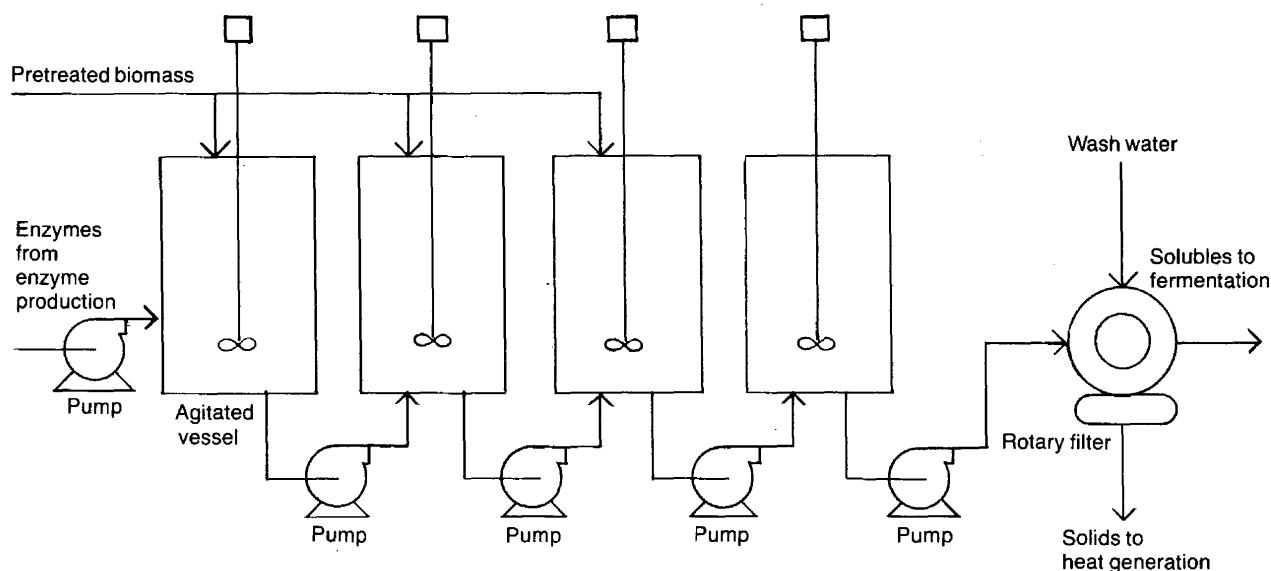 Pretreated biomass
Wash water
Enzymes
from
enzyme
production
Solubles to
fermentation
Pump
Agitated
vessel
Rotary filter
Pump
Pump
Pump
Pump
Solids to
heat generation